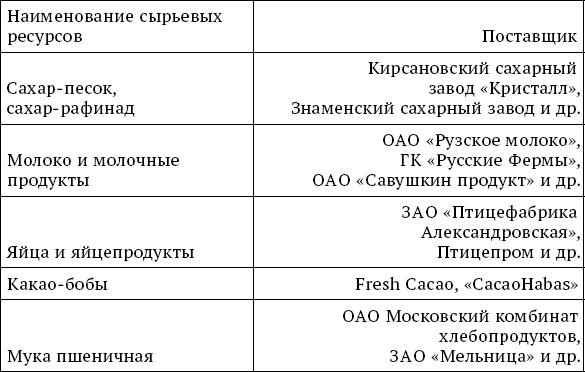 Наименование сырьевых
ресурсов
Поставщик
Сахар-песок,
сахар-рафинад
Кирсановский сахарный
завод «Кристалл»,
Знаменский сахарный завод и др.
Молоко и молочные
продукты
ОАО «Рузское молоко»,
ГК «Русские Фермы»,
ОАО «Савушкин продукт» и др.
Яйца и яйцепродукты
ЗАО «Птицефабрика
Александровская»,
Птицепром и др.
Какао-бобы
Fresh Cacao, «CacaoHabas»
Мука пшеничная
ОАО Московский комбинат
хлебопродуктов,
ЗАО «Мельница» и др.